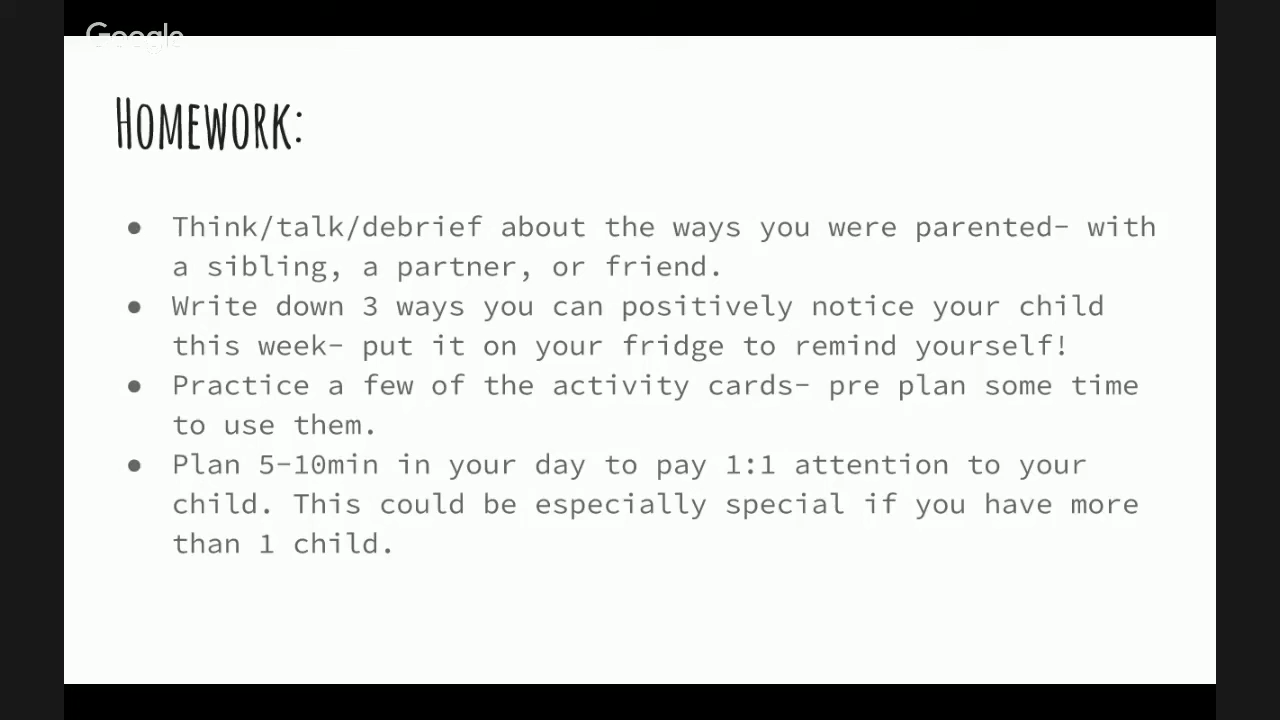 Google
Homework:
● Think/talk/debrief about the ways you were parented- with
a sibling, a partner, or friend.
● Write down 3 ways you can positively notice your child
this week- put it on your fridge to remind yourself!
● Practice a few of the activity cards- pre plan some time
to use them.
● Plan 5-10min in your day to pay 1:1 attention to your
child. This could be especially special if you have more
than 1 child.